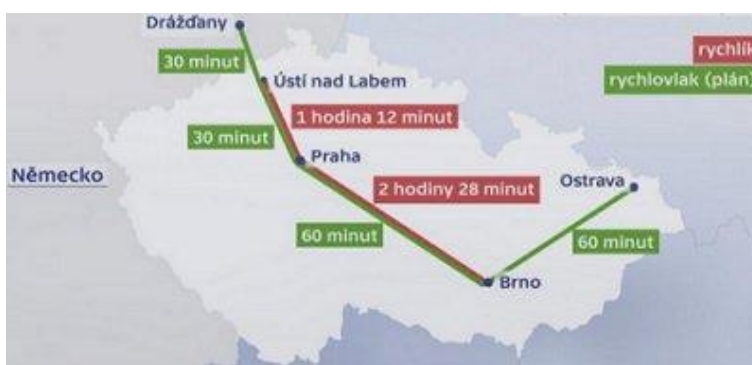 Drážďany
30 minut
rychlík
Ústí nad Labem
rychlovlak (plán)
1 hodina 12 minut
30 minut
Praha
Německo
2 hodiny 28 minut
Ostrava
60 minut
60 minut
Brno